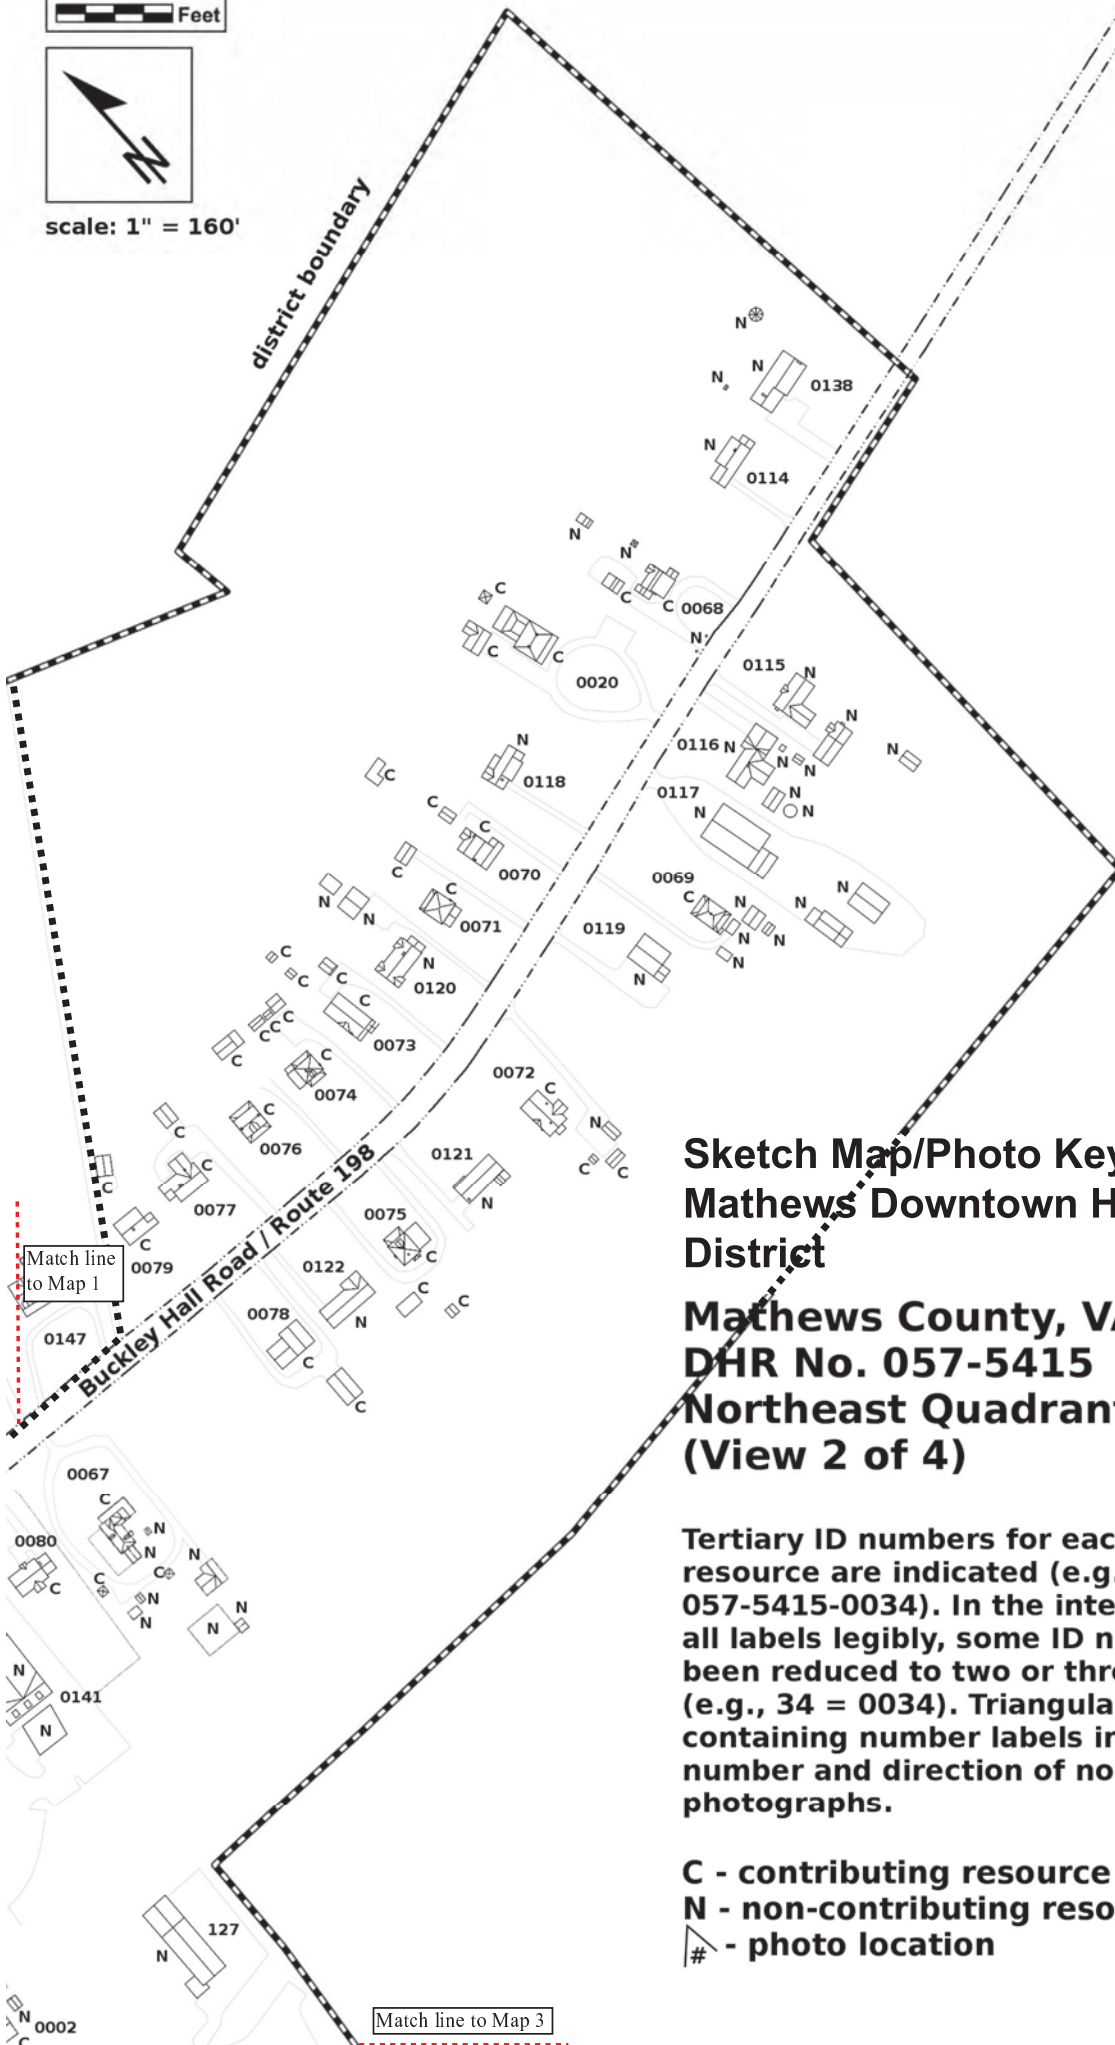 Feet
N
scale: 1" = 160'
district boundary
N
N
0138
N
N
0114
N
N
C
C
C
0068
N
C
C
0020
0115
N
N
0116
N
N
N
N
N
0118
C
0117
N
N
N
C
C
0070
0069
C
N
N
N
N
N
N
C
C
0071
N
N
0119
N
N
0120
C
C
C
C
0073
C
C
C
C
C
0074
0072
C
N
C
C
C
0076
C
0121
N
C
0077
C
0075
C
C
0079
C
C
C
0122
N
0078
C
C
Buckley Hall Road / Route 198
Match line
to Map 1
0147
Sketch Map/Photo Key
Mathews Downtown H
District
Mathews County, VA
DHR No. 057-5415
Northeast Quadrant
(View 2 of 4)
0067
C
N
N
C
N
C
N
N
N
N
0080
C
N
0141
N
Tertiary ID numbers for eac
resource are indicated (e.g.
057-5415-0034). In the inte
all labels legibly, some ID n
been reduced to two or thr
(e.g., 34 = 0034). Triangula
containing number labels in
number and direction of no
photographs.
C - contributing resource
N - non-contributing reso
# - photo location
127
N
N
0002
C
Match line to Map 3